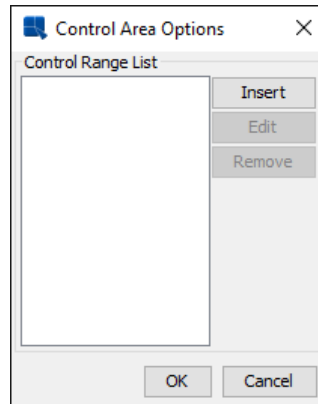 Control Area Options
Control Range List
Insert
Edit
Remove
OK
Cancel